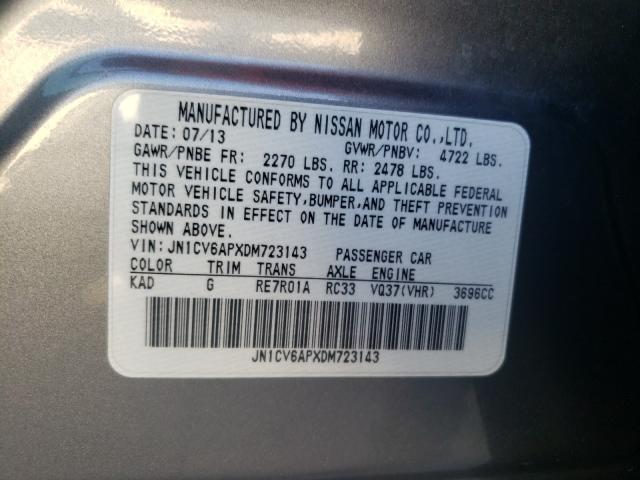 MANUFACTURED BY NISSAN MOTOR CO.,LTD.
DATE: 07/13 GVWR/PNBV: 4722 LBS.
GAWR/PNBE FR: 2270 LBS. RR: 2478 LBS.
THIS VEHICLE CONFORMS TO ALL APPLICABLE FEDERAL
MOTOR VEHICLE SAFETY,BUMPER,AND THEFT PREVENTION
STANDARDS IN EFFECT ON THE DATE OF MANUFACTURE
SHOWN ABOVE.
VIN: JN1CV6APXDM723143 PASSENGER CAR
COLOR TRIM TRANS AXLE ENGINE
KAD G RE7R01A RC33 VQ37(VHR) 3696CC
JN1CV6APXDM723143